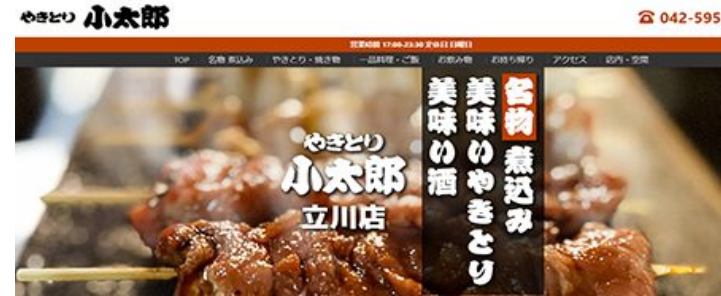 やきとり 小太郎
☎ 042-595
営業時間 17:00-23:30 定休日 日曜日
TOP 名物 煮込み やきとり・焼き物 一品料理・ご飯 お飲み物 お持ち帰り アクセス 店内・空間
名物 煮込み
美味いやきとり
美味い酒
やきとり
小太郎
立川店